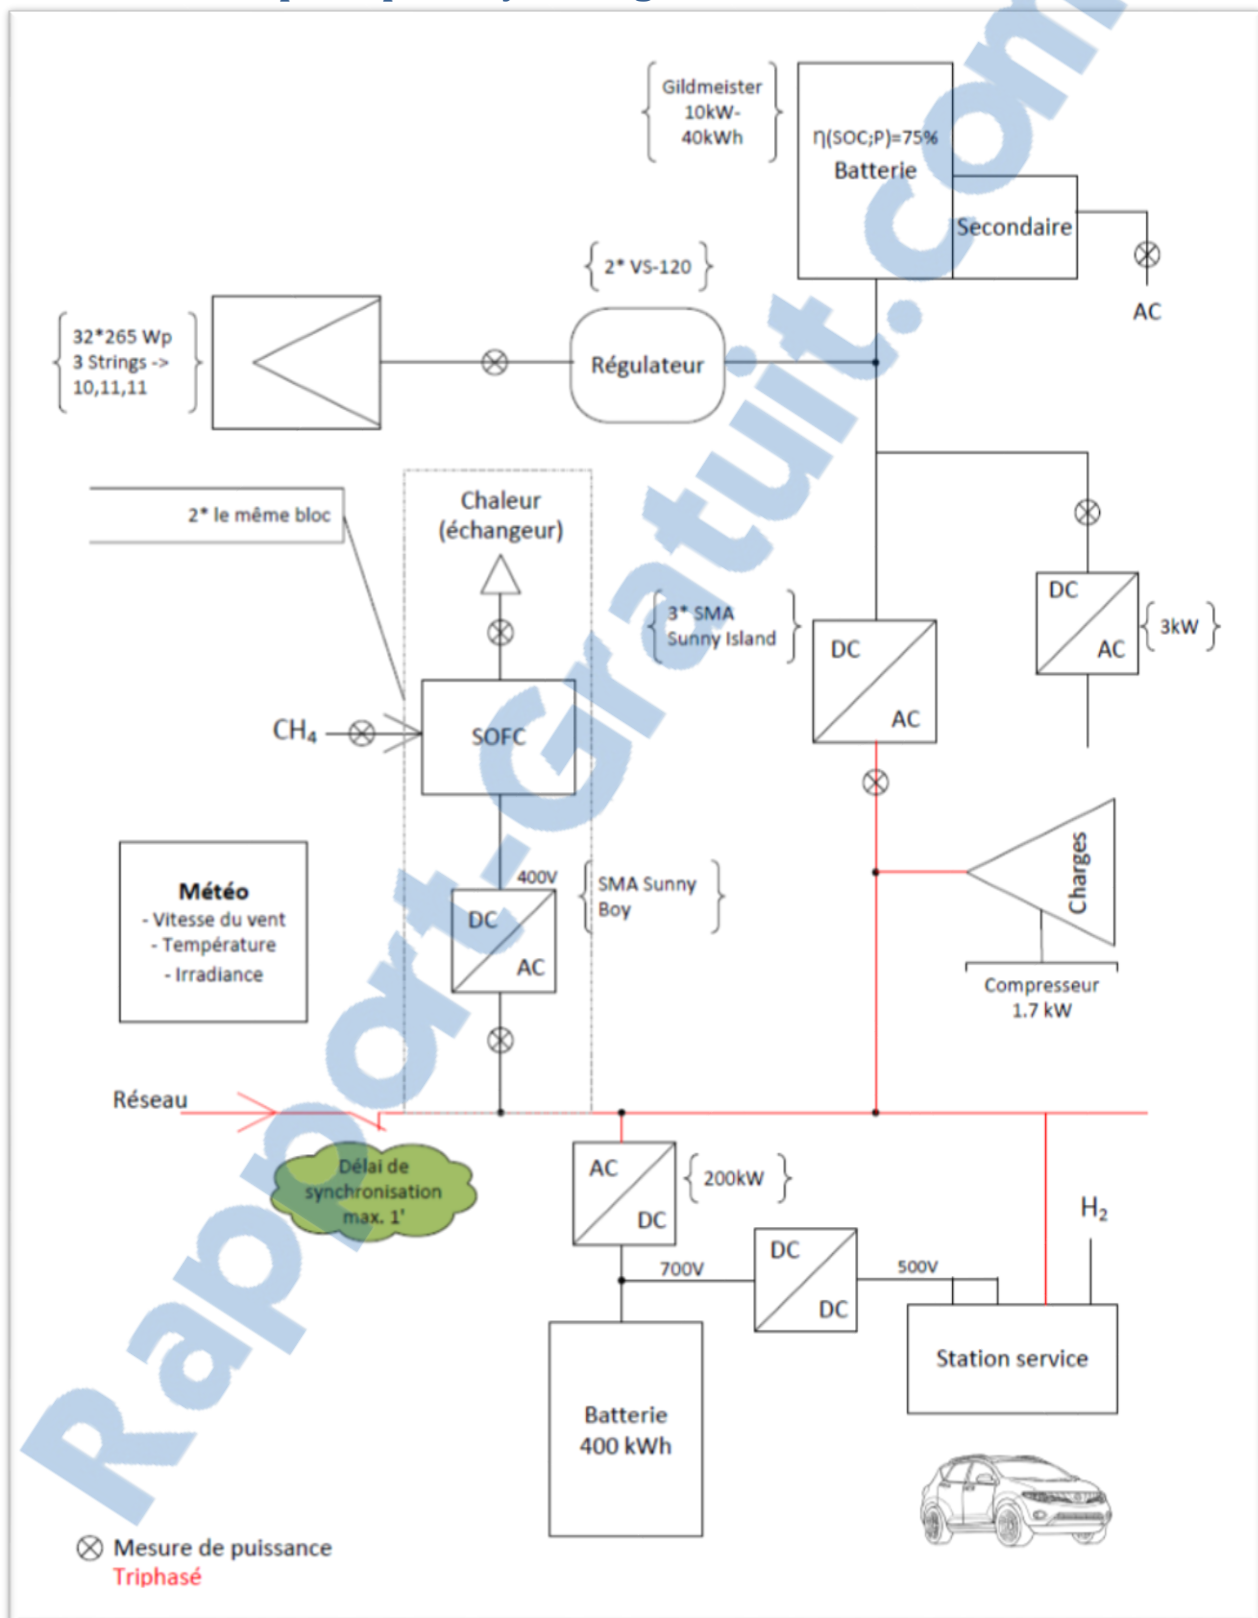 Gildmeister
10kW-
40kWh
η(SOC;P)=75%
Batterie
Secondaire
AC
2* VS-120
Régulateur
32*265 Wp
3 Strings ->
10,11,11
2* le même bloc
Chaleur
(échangeur)
3* SMA
Sunny Island
DC
AC
DC
AC
3kW
CH₄
SOFC
Charges
Compresseur
1.7 kW
Météo
- Vitesse du vent
- Température
- Irradiance
400V
DC
AC
SMA Sunny
Boy
Réseau
Délai de
synchronisation
max. 1'
AC
DC
200kW
700V
DC
DC
500V
H₂
Station service
Batterie
400 kWh
Mesure de puissance
Triphasé
Rapport-Gratuit.com